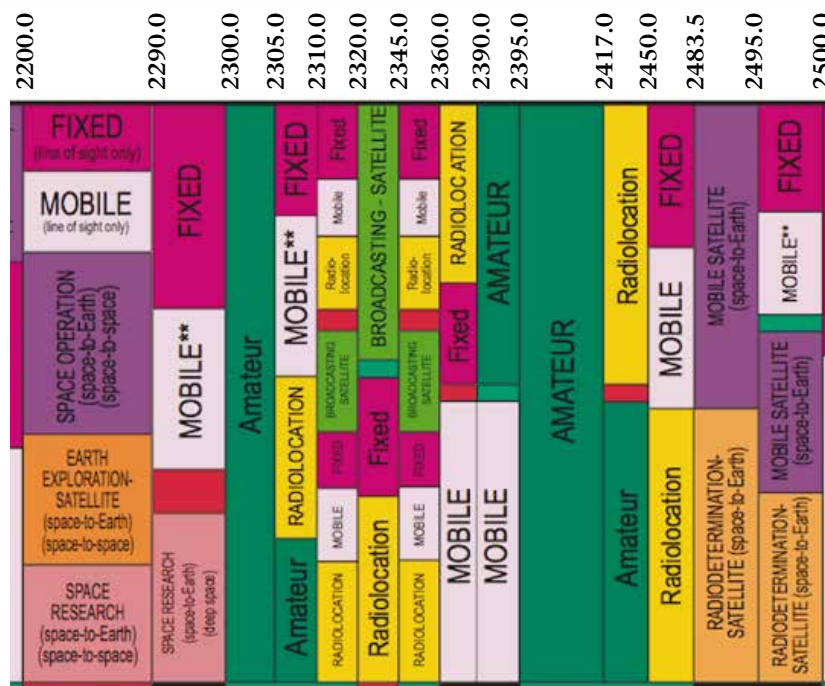 2200.0
2290.0
2300.0
2305.0
2310.0
2320.0
2345.0
2360.0
2390.0
2395.0
2417.0
2450.0
2483.5
2495.0
2500.0
FIXED
(line of sight only)
MOBILE
(line of sight only)
SPACE OPERATION
(space-to-Earth)
(space-to-space)
EARTH
EXPLORATION-
SATELLITE
(space-to-Earth)
(space-to-space)
SPACE
RESEARCH
(space-to-Earth)
(space-to-space)
FIXED
MOBILE**
SPACE RESEARCH
(space-to-Earth)
(deep space)
Amateur
FIXED
MOBILE**
RADIOLOCATION
Amateur
Fixed
Mobile
Radio-
location
BROADCASTING
SATELLITE
FIXED
MOBILE
RADIOLOCATION
BROADCASTING - SATELLITE
Fixed
Radiolocation
Fixed
Mobile
Radio-
location
BROADCASTING
SATELLITE
FIXED
MOBILE
RADIOLOCATION
RADIOLOCATION
Fixed
MOBILE
AMATEUR
MOBILE
AMATEUR
Radiolocation
Amateur
FIXED
MOBILE
Radiolocation
MOBILE SATELLITE
(space-to-Earth)
RADIODETERMINATION-
SATELLITE (space-to-Earth)
FIXED
MOBILE**
MOBILE SATELLITE
(space-to-Earth)
RADIODETERMINATION-
SATELLITE (space-to-Earth)